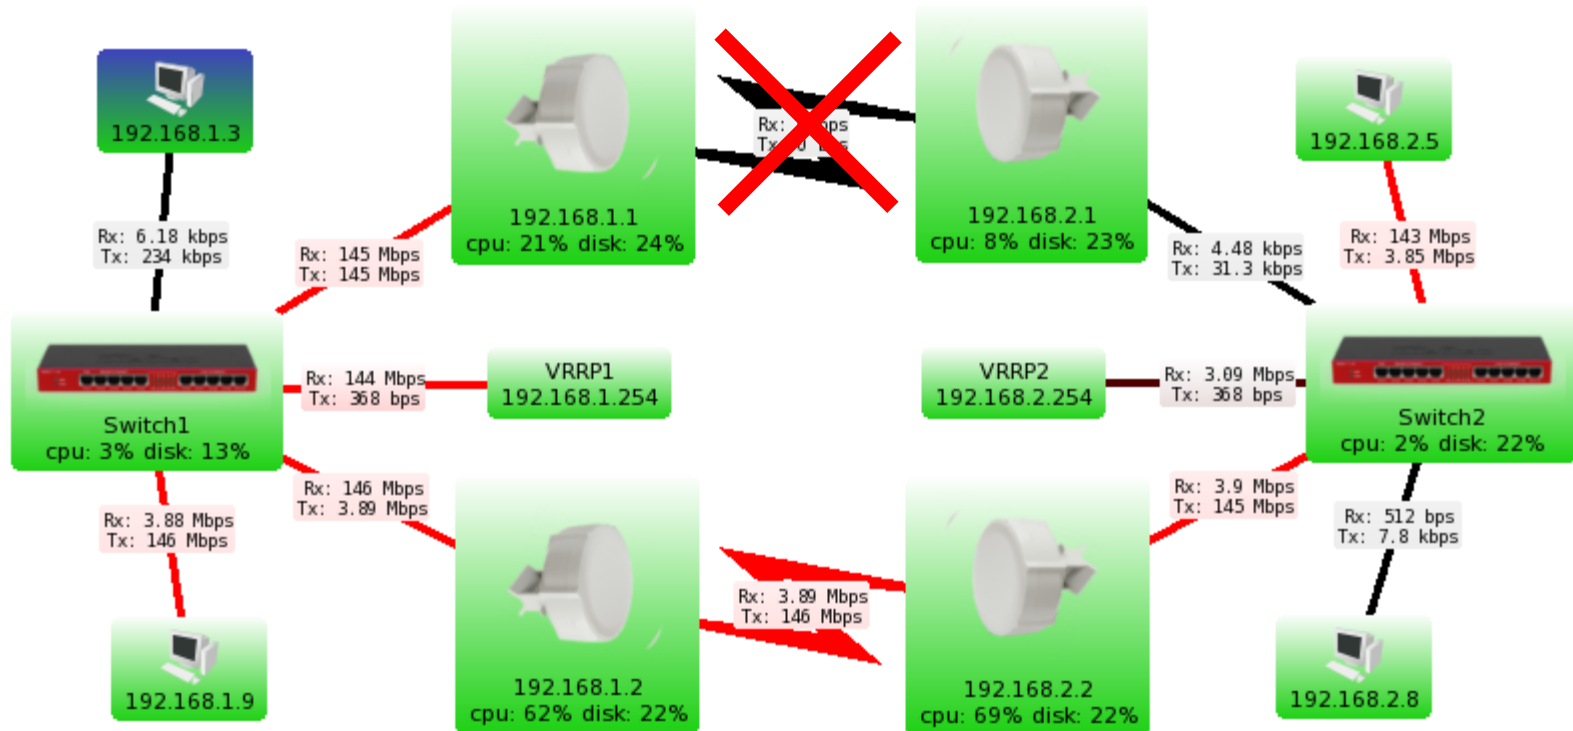 192.168.1.3
Rx: 6.18 kbps
Tx: 234 kbps
Rx: 145 Mbps
Tx: 145 Mbps
192.168.1.1
cpu: 21% disk: 24%
Rx:
Tx:
192.168.2.1
cpu: 8% disk: 23%
192.168.2.5
Rx: 4.48 kbps
Tx: 31.3 kbps
Rx: 143 Mbps
Tx: 3.85 Mbps
Switch1
cpu: 3% disk: 13%
Rx: 144 Mbps
Tx: 368 bps
VRRP1
192.168.1.254
VRRP2
192.168.2.254
Rx: 3.09 Mbps
Tx: 368 bps
Switch2
cpu: 2% disk: 22%
Rx: 3.88 Mbps
Tx: 146 Mbps
Rx: 146 Mbps
Tx: 3.89 Mbps
Rx: 3.9 Mbps
Tx: 145 Mbps
Rx: 512 bps
Tx: 7.8 kbps
192.168.1.9
192.168.1.2
cpu: 62% disk: 22%
Rx: 3.89 Mbps
Tx: 146 Mbps
192.168.2.2
cpu: 69% disk: 22%
192.168.2.8